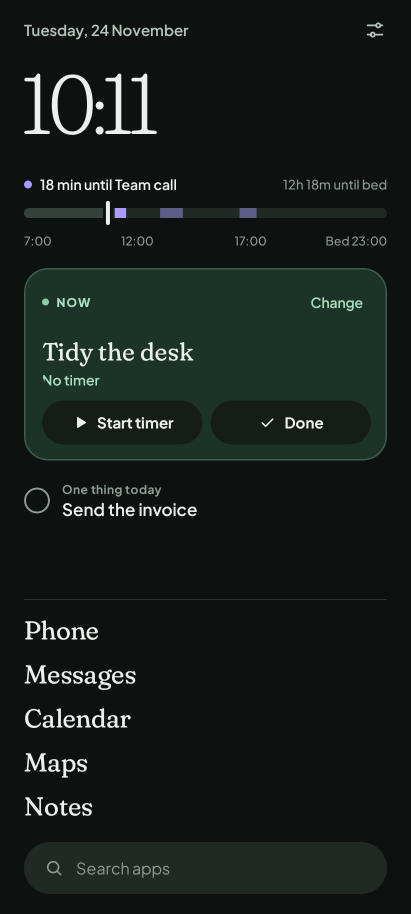 Tuesday, 24 November
10:11
18 min until Team call
12h 18m until bed
7:00 12:00 17:00 Bed 23:00
NOW
Change
Tidy the desk
No timer
Start timer
Done
One thing today
Send the invoice
Phone
Messages
Calendar
Maps
Notes
Search apps